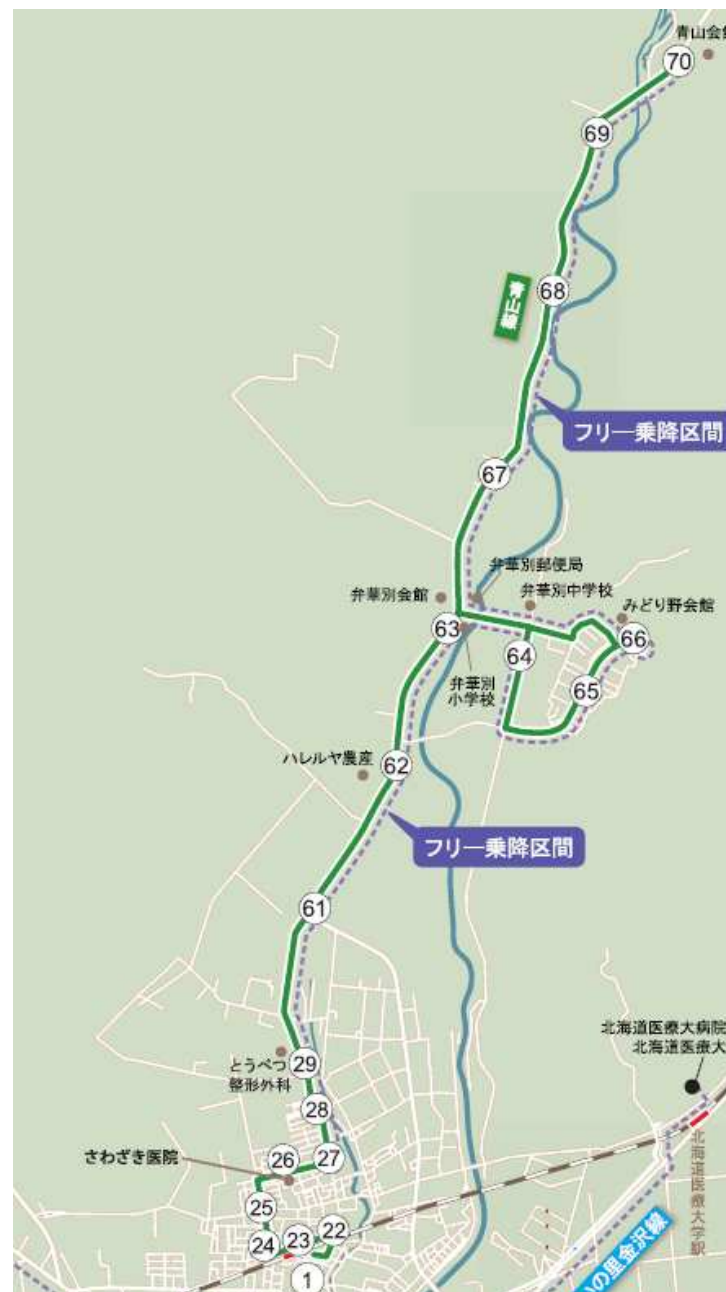 青山会館
70
69
68
青山線
フリー乗降区間
67
弁華別郵便局
弁華別会館
弁華別中学校
みどり野会館
63
66
64
弁華別
小学校
65
62
ハレルヤ農産
フリー乗降区間
61
北海道医療大病院
北海道医療大
29
とうべつ
整形外科
28
北海道医療大学駅
さわざき医院
26
27
25
22
23
24
の里金沢線
1